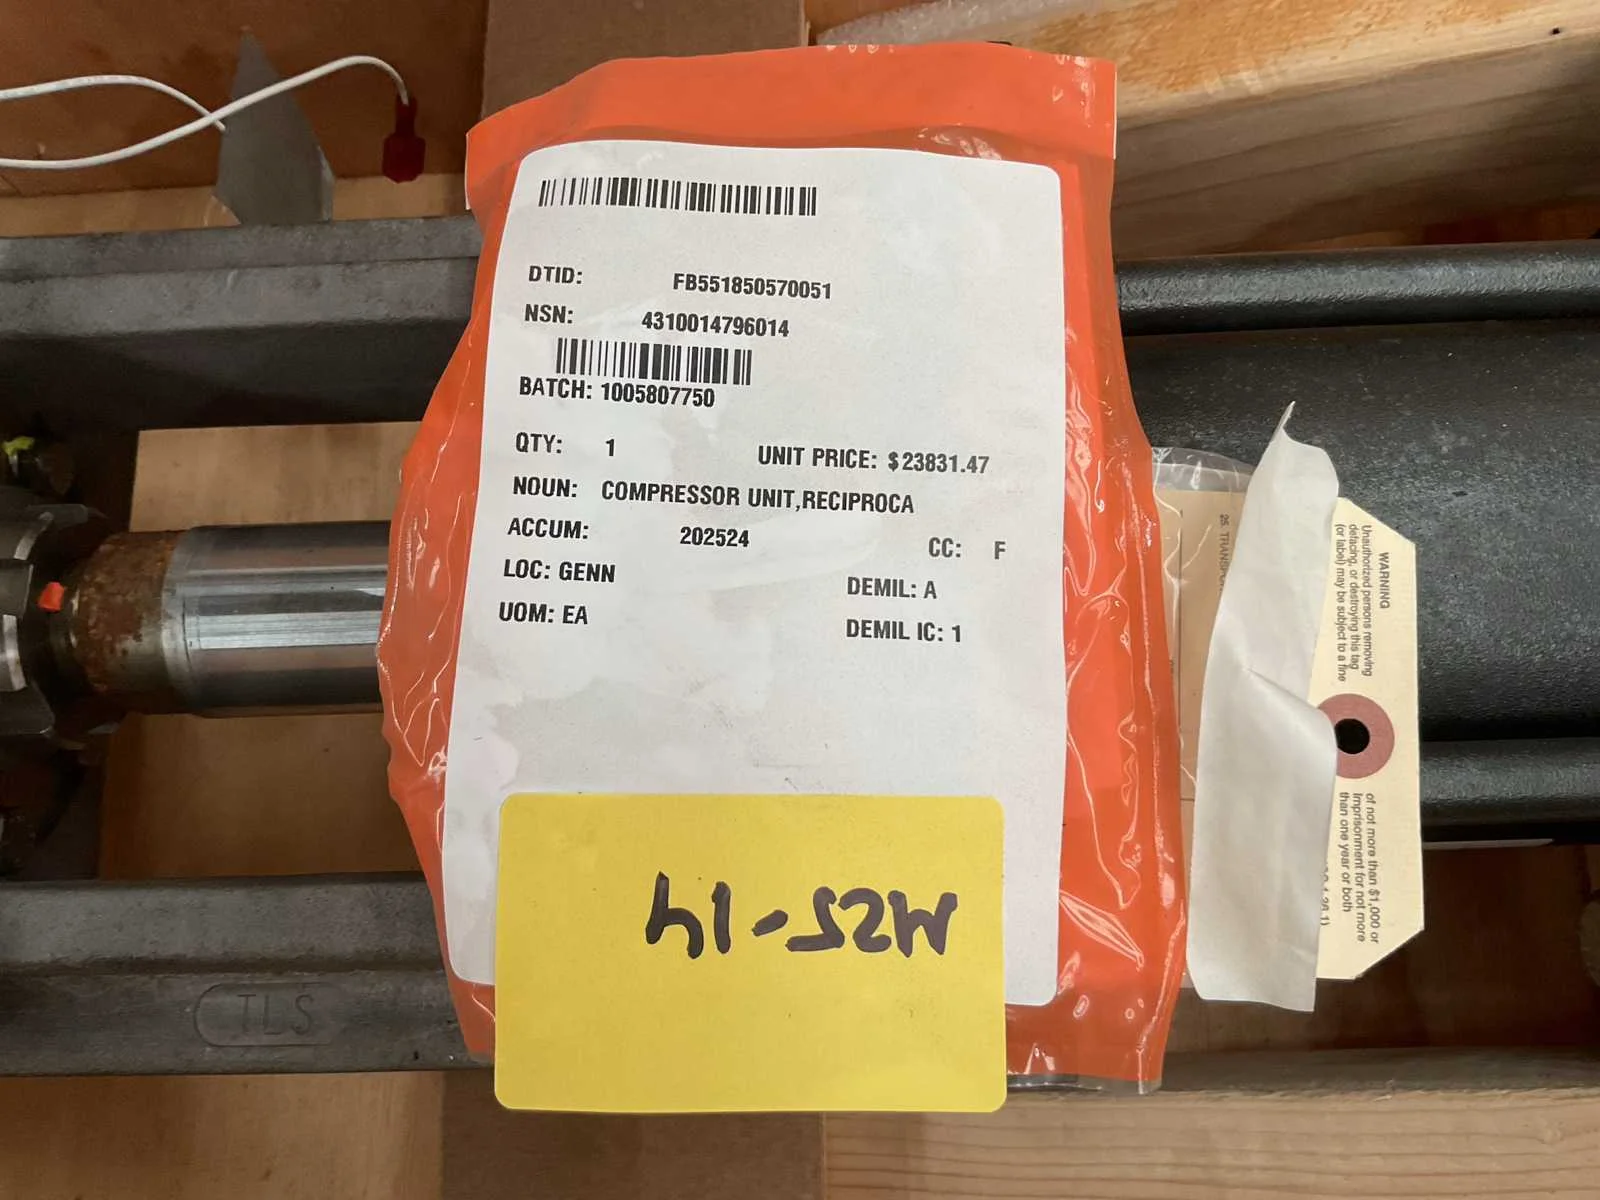 DTID: FB551850570051
NSN: 4310014796014
BATCH: 1005807750
QTY: 1 UNIT PRICE: $23831.47
NOUN: COMPRESSOR UNIT,RECIPROCA
ACCUM: 202524 CC: F
LOC: GENN DEMIL: A
UOM: EA DEMIL IC: 1
M25-14
TLS
WARNING
Unauthorized persons removing
defacing, or destroying this tag
(or label) may be subject to a fine
of not more than $1,000 or
Imprisonment for not more
than one year or both